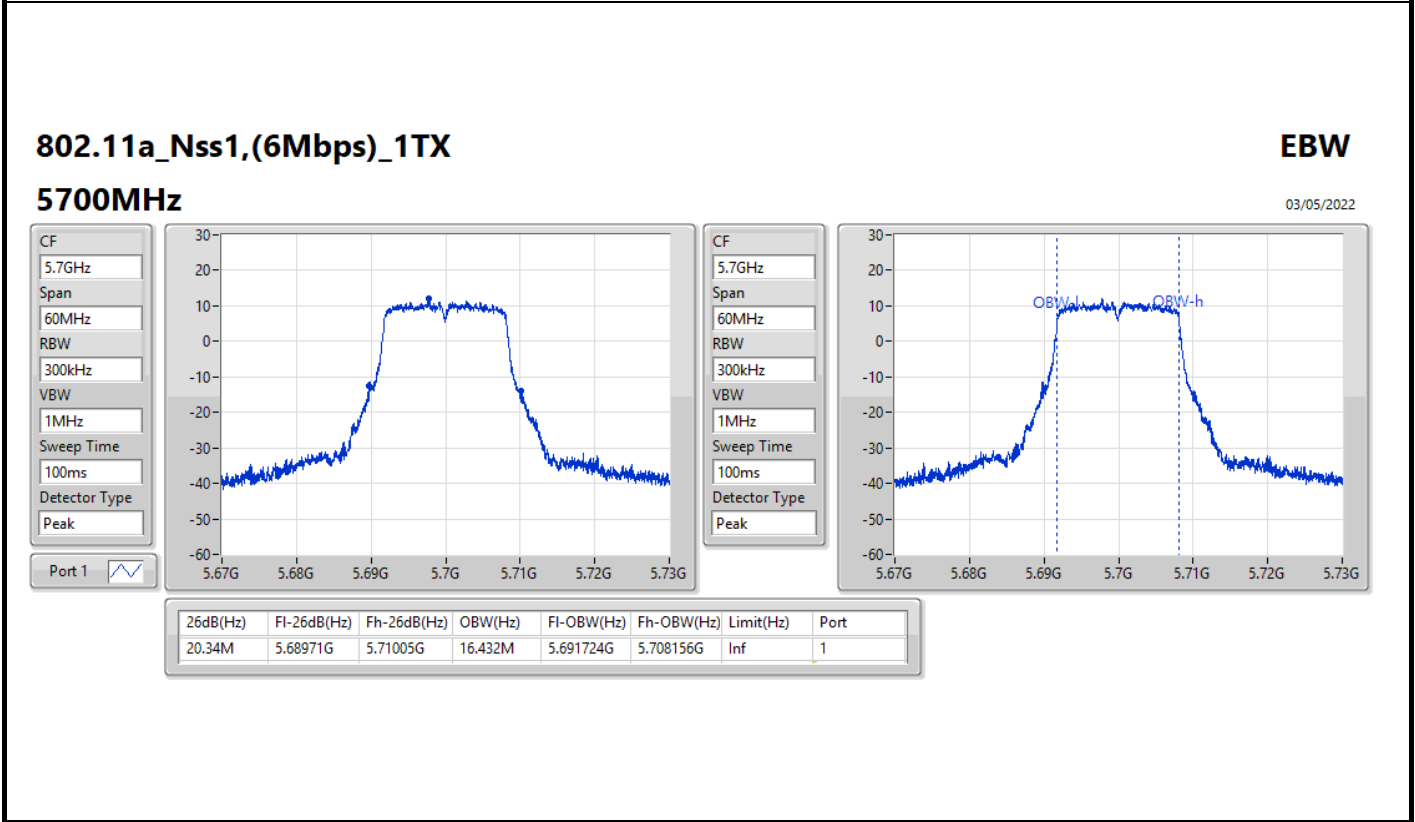 802.11a_Nss1,(6Mbps)_1TX
EBW
5700MHz
03/05/2022
CF
5.7GHz
Span
60MHz
RBW
300kHz
VBW
1MHz
Sweep Time
100ms
Detector Type
Peak
Port 1
30
20
10
0
-10
-20
-30
-40
-50
-60
5.67G 5.68G 5.69G 5.7G 5.71G 5.72G 5.73G
CF
5.7GHz
Span
60MHz
RBW
300kHz
VBW
1MHz
Sweep Time
100ms
Detector Type
Peak
30
20
10
0
-10
-20
-30
-40
-50
-60
OBW-l OBW-h
5.67G 5.68G 5.69G 5.7G 5.71G 5.72G 5.73G
26dB(Hz) Fl-26dB(Hz) Fh-26dB(Hz) OBW(Hz) Fl-OBW(Hz) Fh-OBW(Hz) Limit(Hz) Port
20.34M 5.68971G 5.71005G 16.432M 5.691724G 5.708156G Inf 1